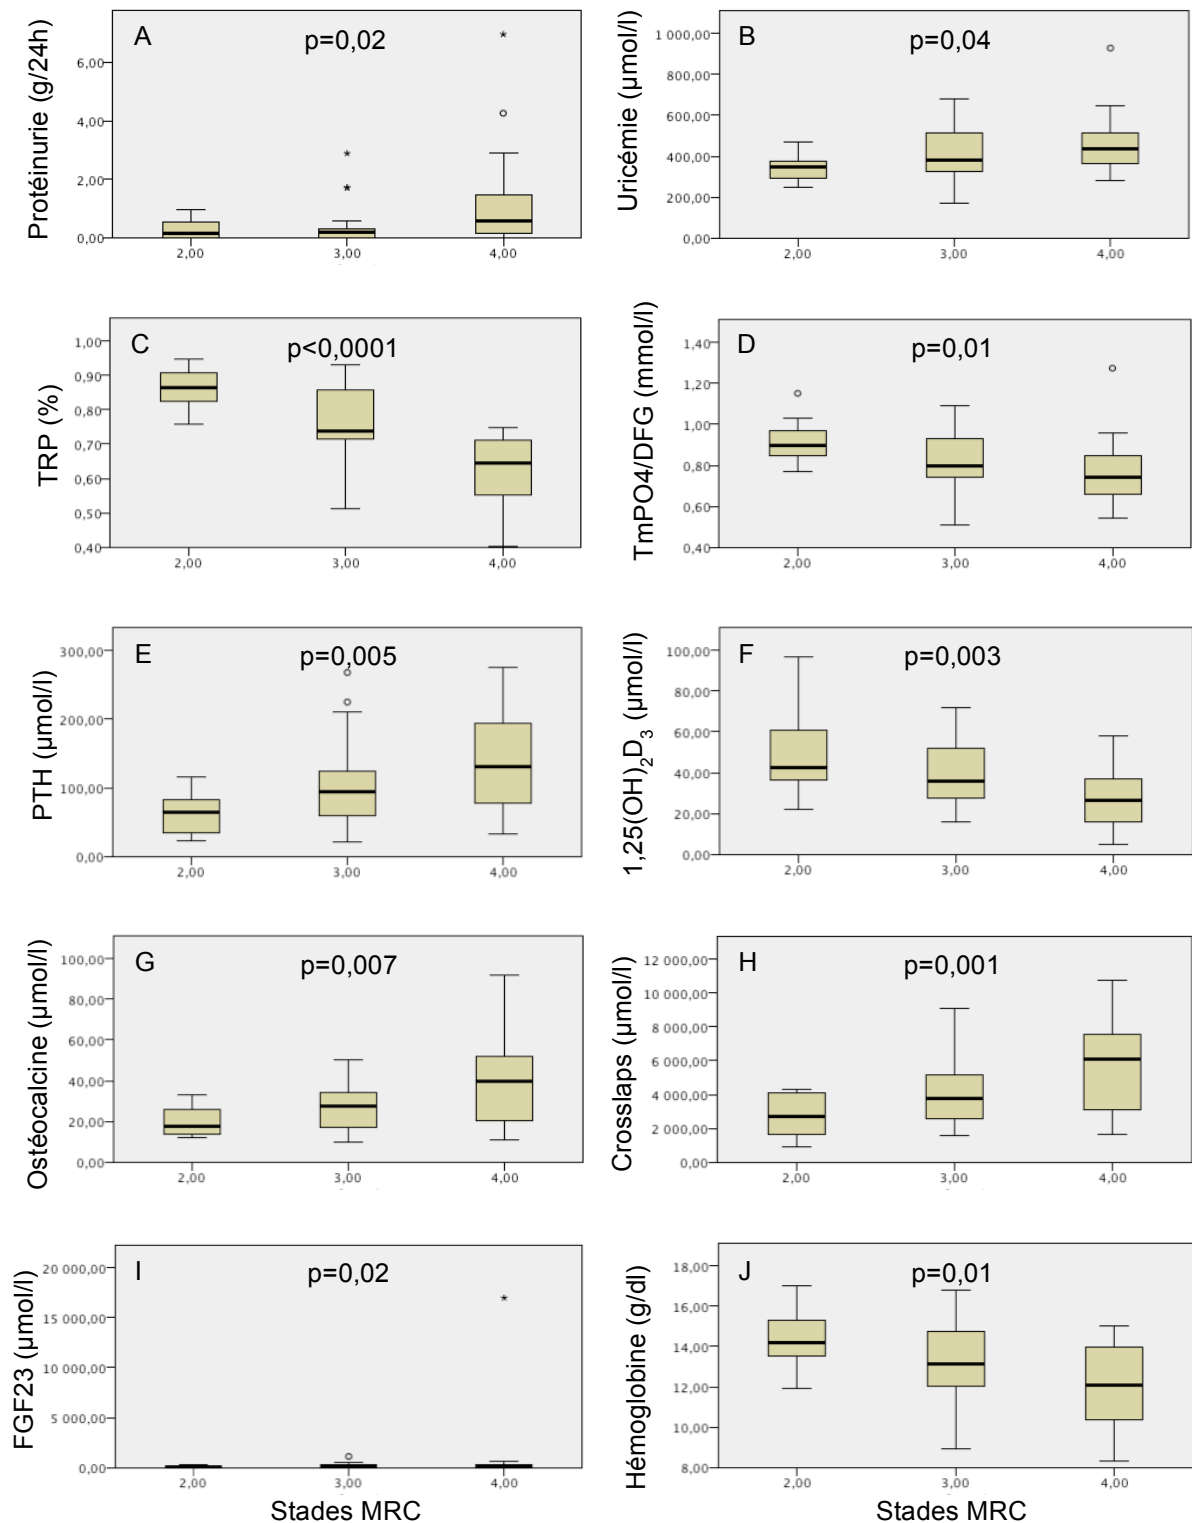 A
p=0,02
Protéinurie (g/24h)
6,00
4,00
2,00
0,00
2,00 3,00 4,00
B
p=0,04
Uricémie (µmol/l)
1 000,00
800,00
600,00
400,00
200,00
0,00
2,00 3,00 4,00
C
p<0,0001
TRP (%)
1,00
0,90
0,80
0,70
0,60
0,50
0,40
2,00 3,00 4,00
D
p=0,01
TmPO4/DFG (mmol/l)
1,40
1,20
1,00
0,80
0,60
0,40
2,00 3,00 4,00
E
p=0,005
PTH (µmol/l)
300,00
200,00
100,00
0,00
2,00 3,00 4,00
F
p=0,003
1,25(OH)₂D₃ (µmol/l)
100,00
80,00
60,00
40,00
20,00
0,00
2,00 3,00 4,00
G
p=0,007
Ostéocalcine (µmol/l)
100,00
80,00
60,00
40,00
20,00
0,00
2,00 3,00 4,00
H
p=0,001
Crosslaps (µmol/l)
12 000,00
10 000,00
8 000,00
6 000,00
4 000,00
2 000,00
0,00
2,00 3,00 4,00
I
p=0,02
FGF23 (µmol/l)
20 000,00
15 000,00
10 000,00
5 000,00
0,00
2,00 3,00 4,00
Stades MRC
J
p=0,01
Hémoglobine (g/dl)
18,00
16,00
14,00
12,00
10,00
8,00
2,00 3,00 4,00
Stades MRC